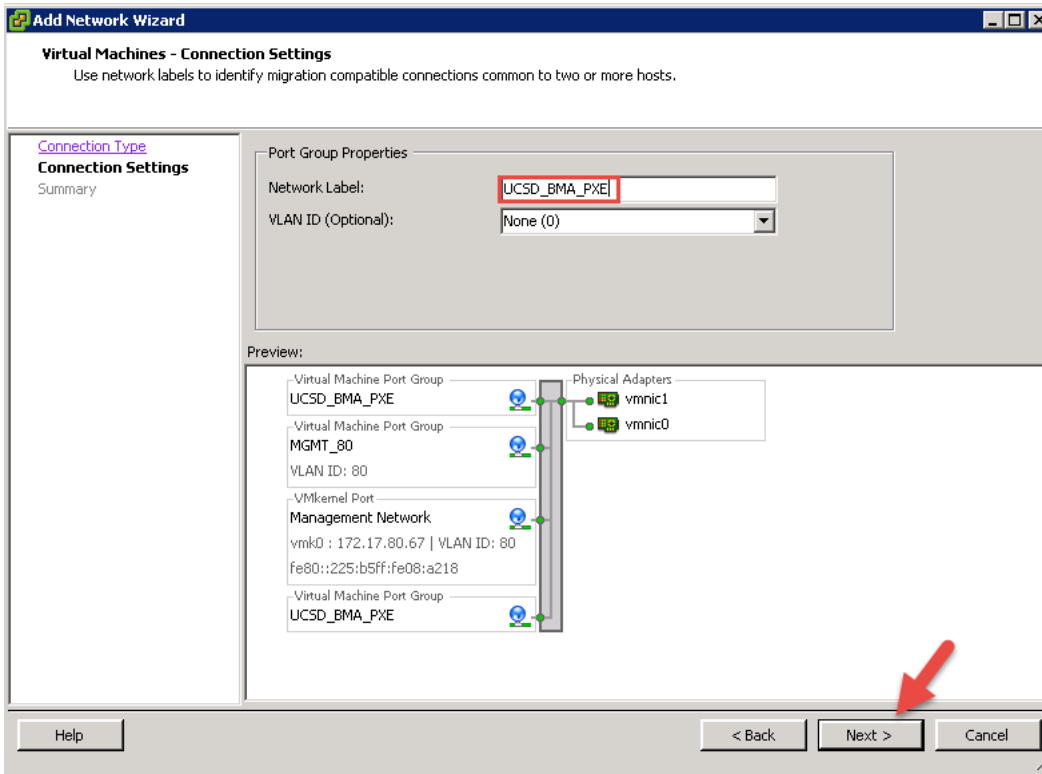 Add Network Wizard
Virtual Machines - Connection Settings
Use network labels to identify migration compatible connections common to two or more hosts.
Connection Type
Connection Settings
Summary
Port Group Properties
Network Label:
UCSD_BMA_PXE
VLAN ID (Optional):
None (0)
Preview:
Virtual Machine Port Group
UCSD_BMA_PXE
Virtual Machine Port Group
MGMT_80
VLAN ID: 80
VMkernel Port
Management Network
vmk0 : 172.17.80.67 | VLAN ID: 80
fe80::225:b5ff:fe08:a218
Virtual Machine Port Group
UCSD_BMA_PXE
Physical Adapters
vmnic1
vmnic0
Help
< Back
Next >
Cancel